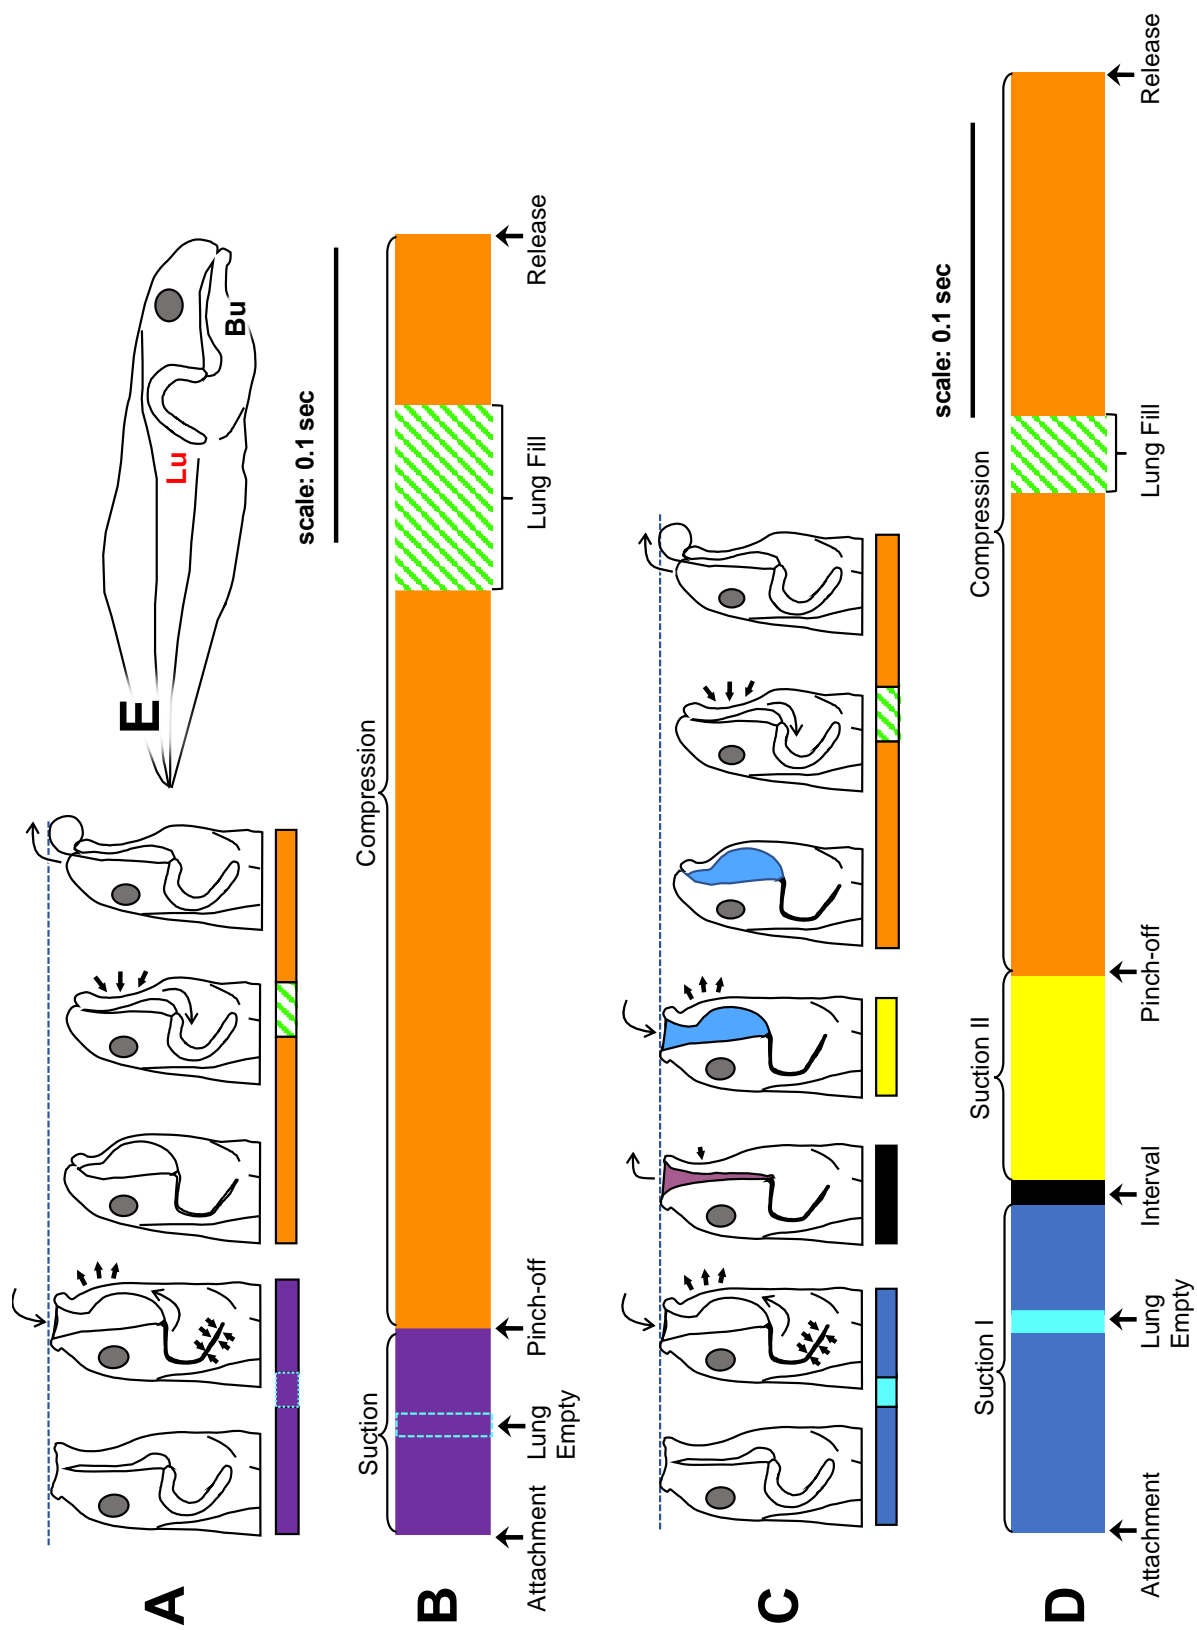 A
E
Lu
Bu
scale: 0.1 sec
B
Suction
Compression
Attachment
Lung
Empty
Pinch-off
Lung Fill
Release
C
scale: 0.1 sec
D
Suction I
Suction II
Compression
Attachment
Lung
Empty
Interval
Pinch-off
Lung Fill
Release